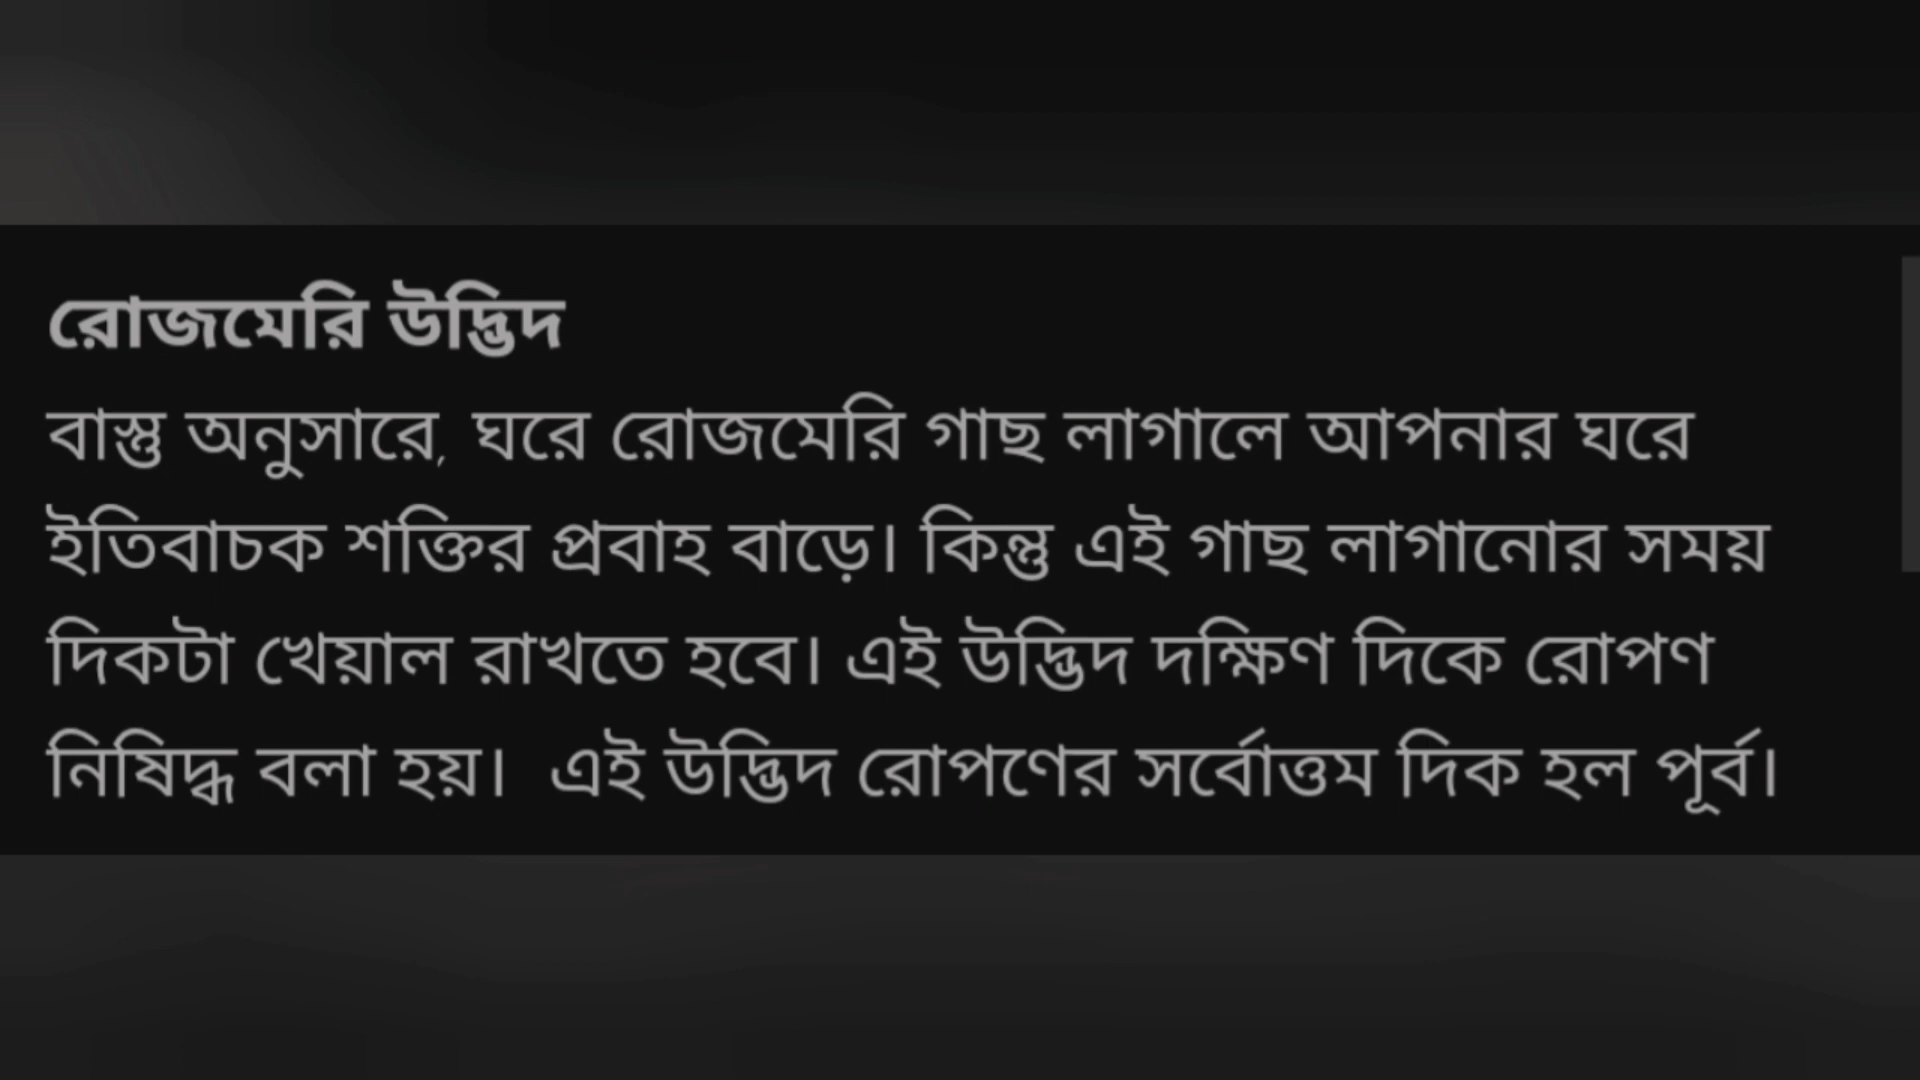 রোজমেরি উদ্ভিদ
বাস্তু অনুসারে, ঘরে রোজমেরি গাছ লাগালে আপনার ঘরে
ইতিবাচক শক্তির প্রবাহ বাড়ে। কিন্তু এই গাছ লাগানোর সময়
দিকটা খেয়াল রাখতে হবে। এই উদ্ভিদ দক্ষিণ দিকে রোপণ
নিষিদ্ধ বলা হয়।  এই উদ্ভিদ রোপণের সর্বোত্তম দিক হল পূর্ব।